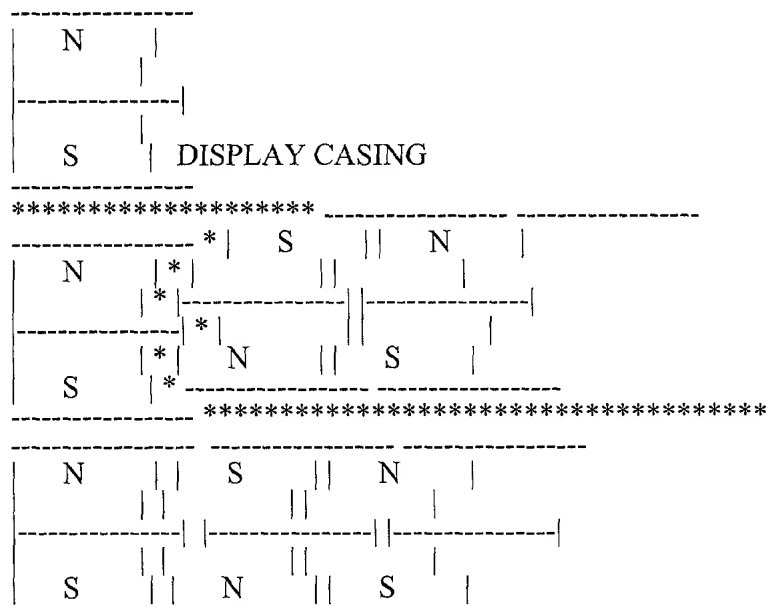 ------------------
| N |
|
|-----------------|
|
| S | DISPLAY CASING
------------------
******************** ------------------ ------------------
------------------ *| S || N |
| N |*| || |
|*|-----------------||-----------------|
|-----------------|*| || |
|*| N || S |
| S |* ------------------ ------------------
------------------ *************************************
------------------ ------------------ ------------------
| N || S || N |
|| || |
|-----------------| |-----------------||-----------------|
|| || |
| S || N || S |